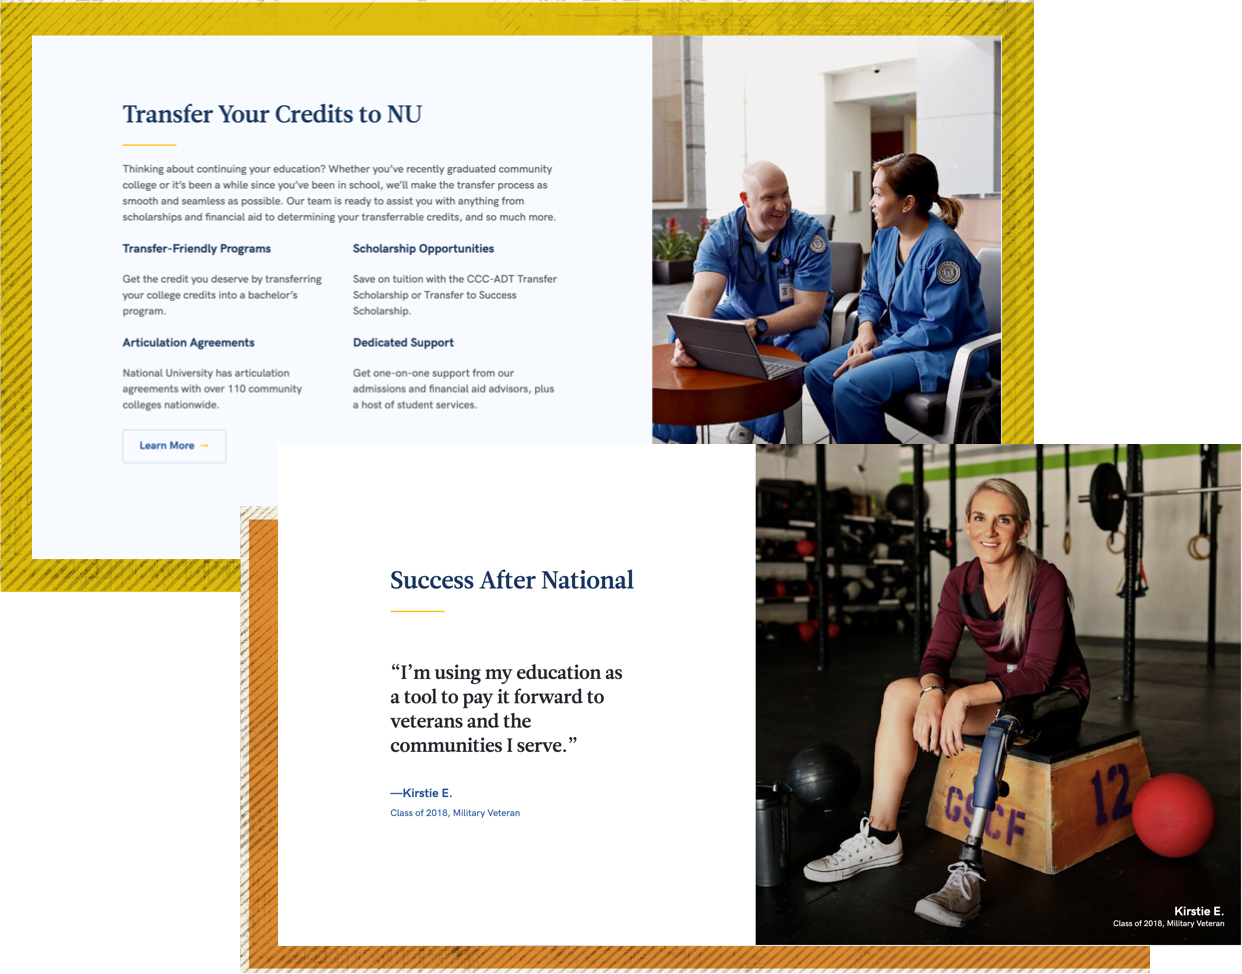 Transfer Your Credits to NU
Thinking about continuing your education? Whether you've recently graduated community
college or it's been a while since you've been in school, we'll make the transfer process as
smooth and seamless as possible. Our team is ready to assist you with anything from
scholarships and financial aid to determining your transferrable credits, and so much more.
Transfer-Friendly Programs
Get the credit you deserve by transferring
your college credits into a bachelor's
program.
Scholarship Opportunities
Save on tuition with the CCC-ADT Transfer
Scholarship or Transfer to Success
Scholarship.
Articulation Agreements
National University has articulation
agreements with over 110 community
colleges nationwide.
Dedicated Support
Get one-on-one support from our
admissions and financial aid advisors, plus
a host of student services.
Learn More →
Success After National
“I'm using my education as
a tool to pay it forward to
veterans and the
communities I serve.”
—Kirstie E.
Class of 2018, Military Veteran
GSCF
12
Kirstie E.
Class of 2018, Military Veteran